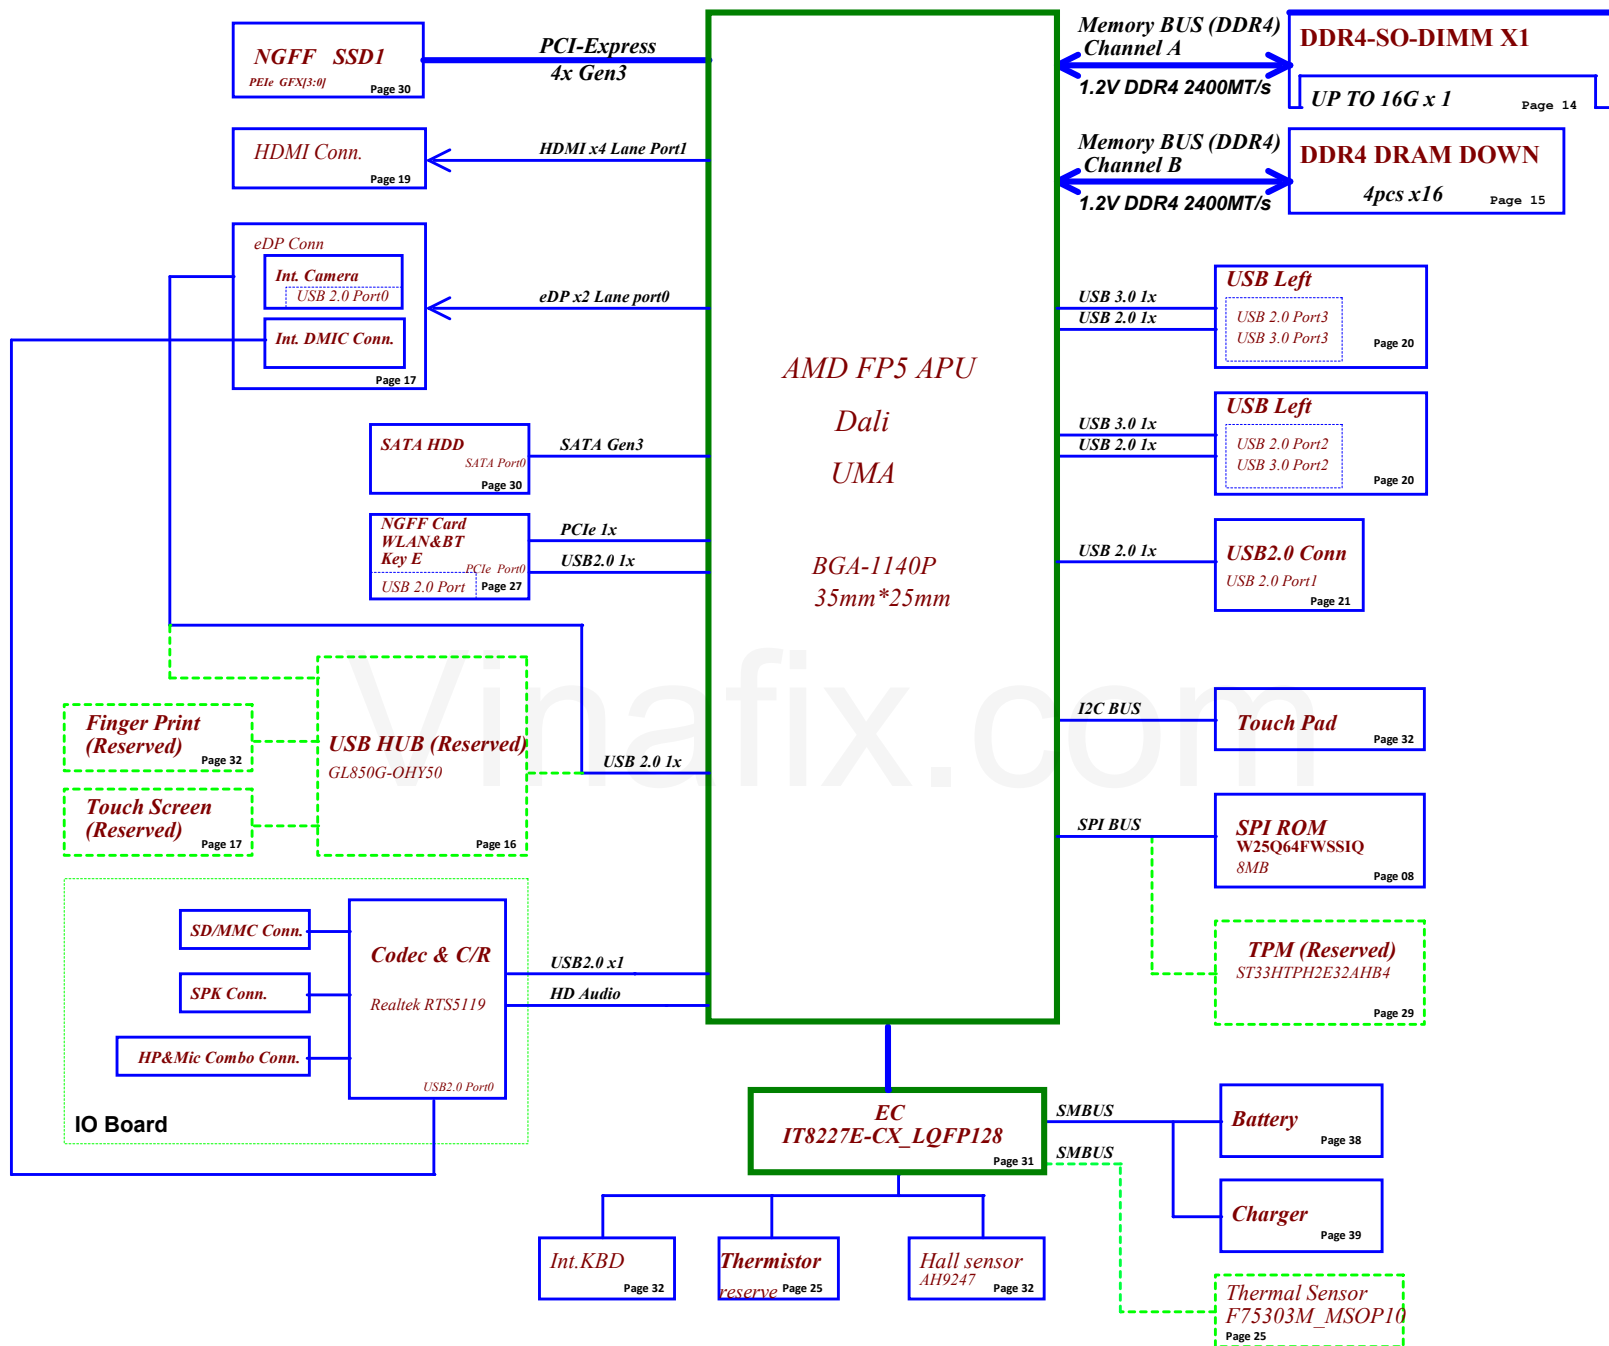 NGFF SSD1
PEIe GFX[3:0]
Page 30
PCI-Express
4x Gen3
HDMI Conn.
Page 19
HDMI x4 Lane Port1
eDP Conn
Int. Camera
USB 2.0 Port0
Int. DMIC Conn.
Page 17
eDP x2 Lane port0
SATA HDD
SATA Port0
Page 30
SATA Gen3
NGFF Card
WLAN&BT
Key E
PCIe Port0
USB 2.0 Port
Page 27
PCIe 1x
USB2.0 1x
Finger Print
(Reserved)
Page 32
Touch Screen
(Reserved)
Page 17
USB HUB (Reserved)
GL850G-OHY50
Page 16
USB 2.0 1x
SD/MMC Conn.
SPK Conn.
HP&Mic Combo Conn.
Codec & C/R
Realtek RTS5119
USB2.0 Port0
IO Board
USB2.0 x1
HD Audio
AMD FP5 APU
Dali
UMA
BGA-1140P
35mm*25mm
Vinafix.com
Memory BUS (DDR4)
Channel A
1.2V DDR4 2400MT/s
DDR4-SO-DIMM X1
UP TO 16G x 1
Page 14
Memory BUS (DDR4)
Channel B
1.2V DDR4 2400MT/s
DDR4 DRAM DOWN
4pcs x16
Page 15
USB 3.0 1x
USB 2.0 1x
USB Left
USB 2.0 Port3
USB 3.0 Port3
Page 20
USB 3.0 1x
USB 2.0 1x
USB Left
USB 2.0 Port2
USB 3.0 Port2
Page 20
USB 2.0 1x
USB2.0 Conn
USB 2.0 Port1
Page 21
I2C BUS
Touch Pad
Page 32
SPI BUS
SPI ROM
W25Q64FWSSIQ
8MB
Page 08
TPM (Reserved)
ST33HTPH2E32AHB4
Page 29
EC
IT8227E-CX_LQFP128
Page 31
SMBUS
SMBUS
Battery
Page 38
Charger
Page 39
Int.KBD
Page 32
Thermistor
reserve
Page 25
Hall sensor
AH9247
Page 32
Thermal Sensor
F75303M_MSOP10
Page 25